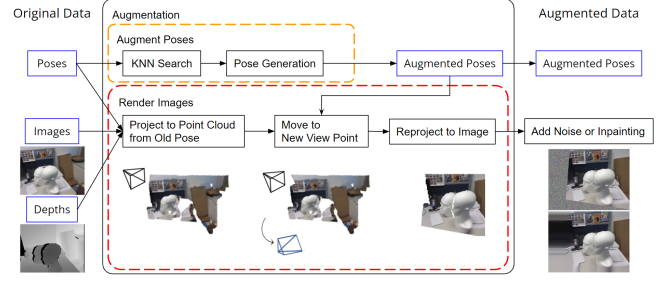 Original Data
Augmentation
Augmented Data
Augment Poses
Poses
KNN Search
Pose Generation
Augmented Poses
Augmented Poses
Render Images
Images
Project to Point Cloud
from Old Pose
Move to
New View Point
Reproject to Image
Add Noise or Inpainting
Depths